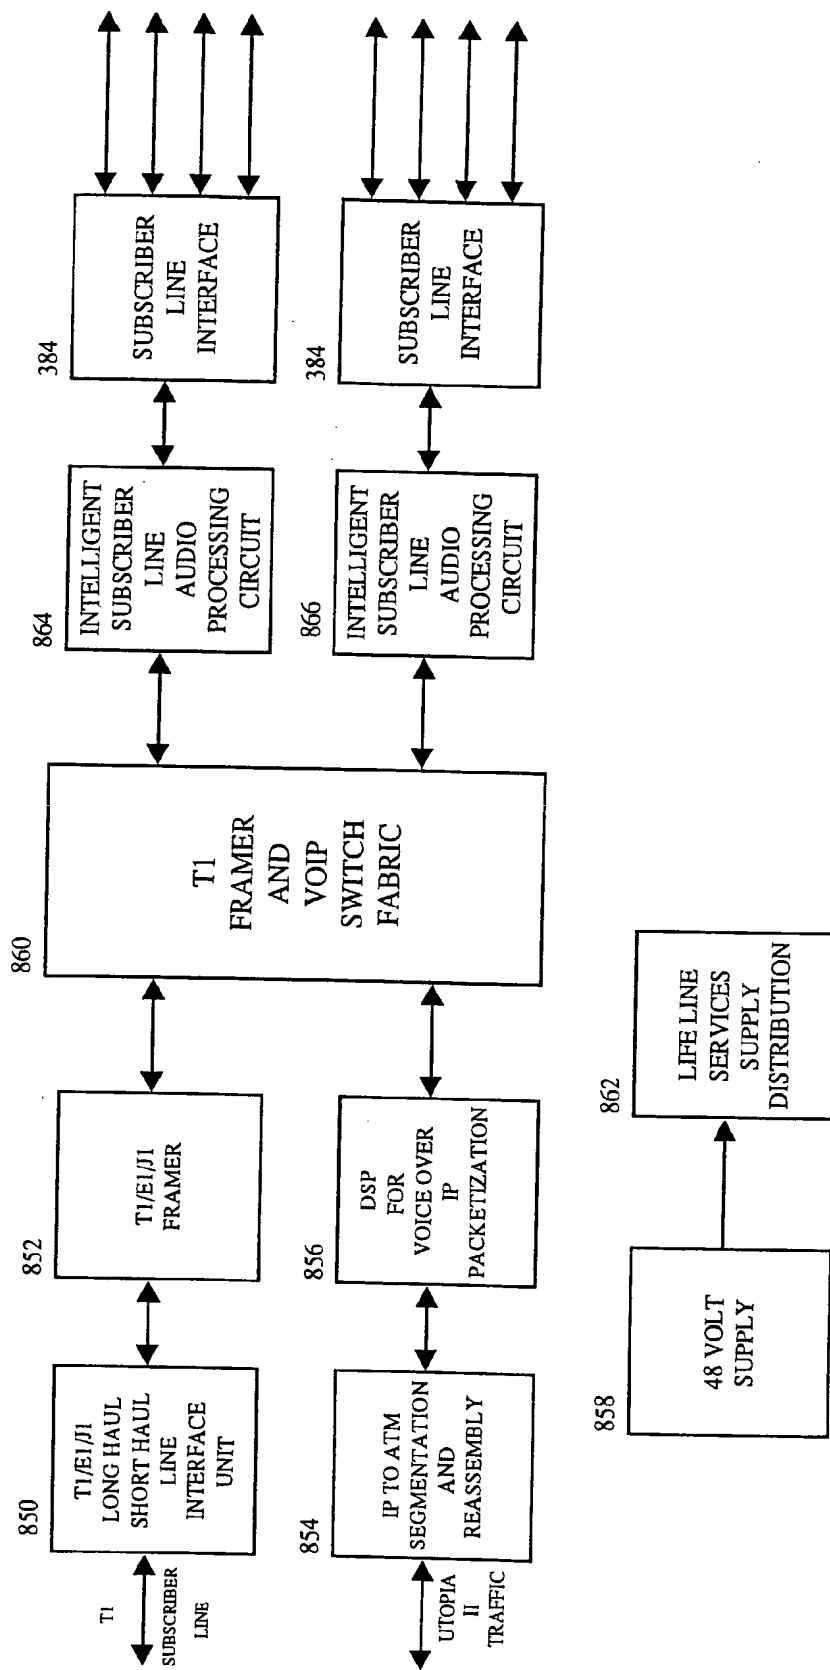 T1
SUBSCRIBER
LINE
850
T1/E1/J1
LONG HAUL
SHORT HAUL
LINE
INTERFACE
UNIT
852
T1/E1/J1
FRAMER
860
T1
FRAMER
AND
VOIP
SWITCH
FABRIC
864
INTELLIGENT
SUBSCRIBER
LINE
AUDIO
PROCESSING
CIRCUIT
384
SUBSCRIBER
LINE
INTERFACE
UTOPIA
II
TRAFFIC
854
IP TO ATM
SEGMENTATION
AND
REASSEMBLY
856
DSP
FOR
VOICE OVER
IP
PACKETIZATION
866
INTELLIGENT
SUBSCRIBER
LINE
AUDIO
PROCESSING
CIRCUIT
384
SUBSCRIBER
LINE
INTERFACE
858
48 VOLT
SUPPLY
862
LIFE LINE
SERVICES
SUPPLY
DISTRIBUTION